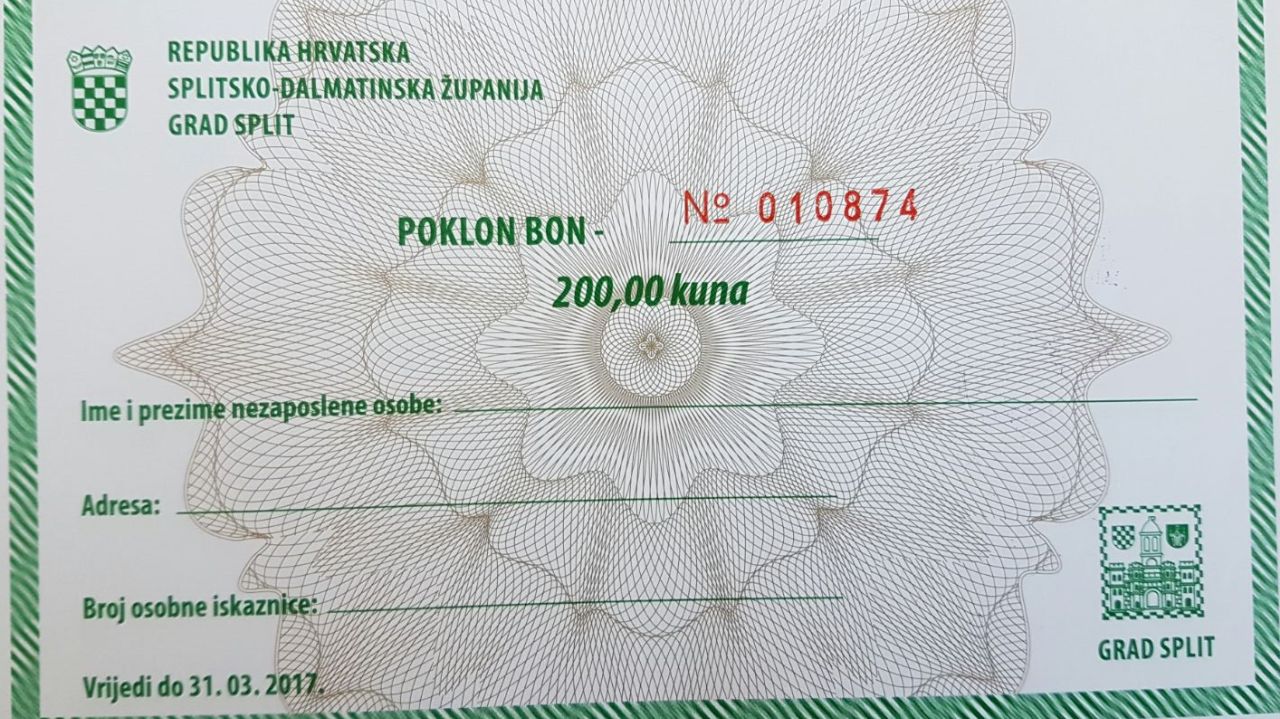 REPUBLIKA HRVATSKA
SPLITSKO-DALMATINSKA ŽUPANIJA
GRAD SPLIT
POKLON BON - № 010874
200,00 kuna
Ime i prezime nezaposlene osobe:
Adresa:
Broj osobne iskaznice:
GRAD SPLIT
Vrijedi do 31. 03. 2017.